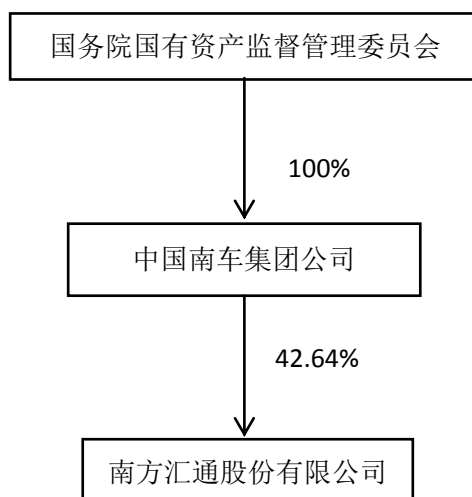 国务院国有资产监督管理委员会
100%
中国南车集团公司
42.64%
南方汇通股份有限公司